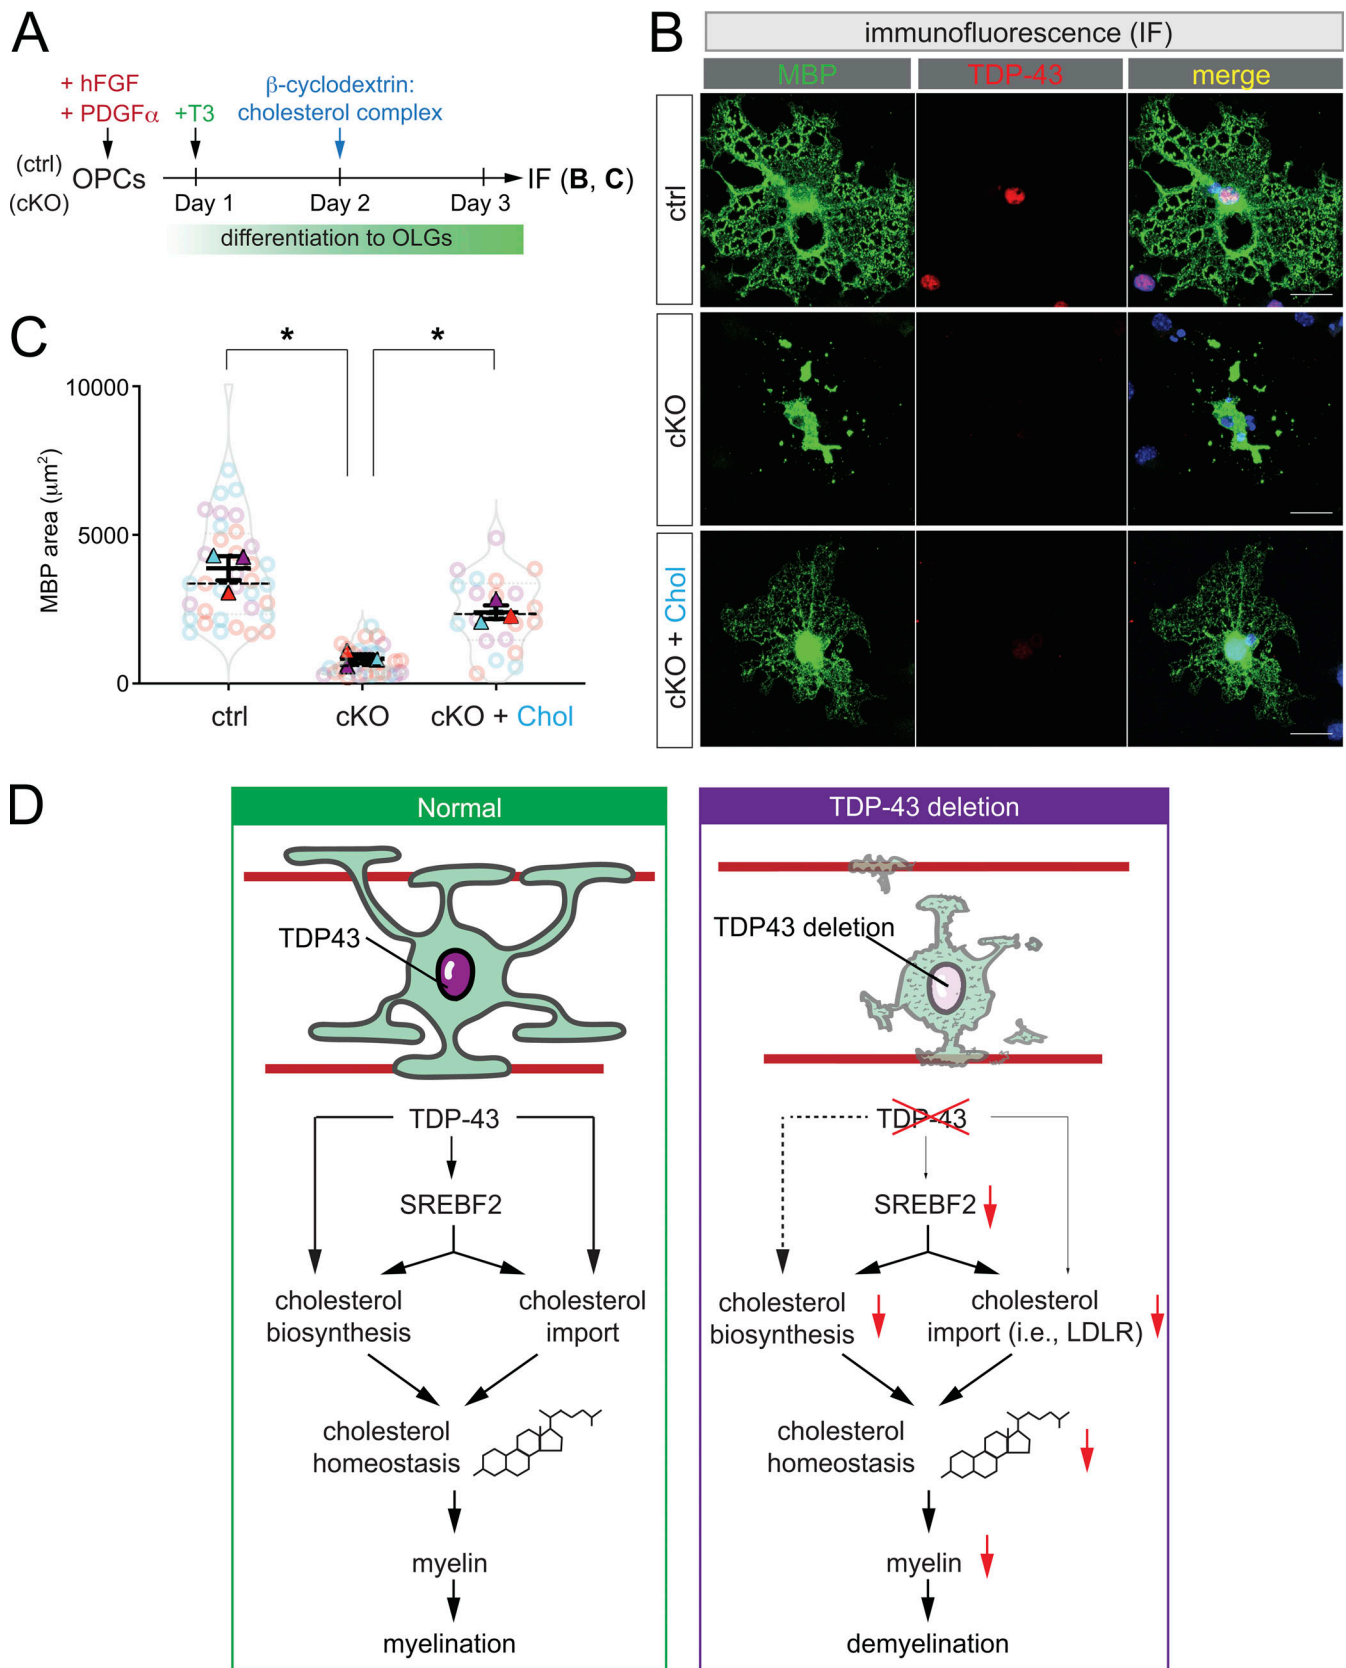 A
+ hFGF
+ PDGFα
+T3
β-cyclodextrin:
cholesterol complex
(ctrl)
(cKO)
OPCs
IF (B, C)
Day 1
Day 2
Day 3
differentiation to OLGs
B
immunofluorescence (IF)
MBP
TDP-43
merge
ctrl
cKO
cKO + Chol
C
*
*
10000
5000
0
MBP area (μm²)
ctrl
cKO
cKO + Chol
D
Normal
TDP43
TDP-43
SREBF2
cholesterol
biosynthesis
cholesterol
import
cholesterol
homeostasis
myelin
myelination
TDP-43 deletion
TDP43 deletion
TDP-43
SREBF2
cholesterol
biosynthesis
cholesterol
import (i.e., LDLR)
cholesterol
homeostasis
myelin
demyelination